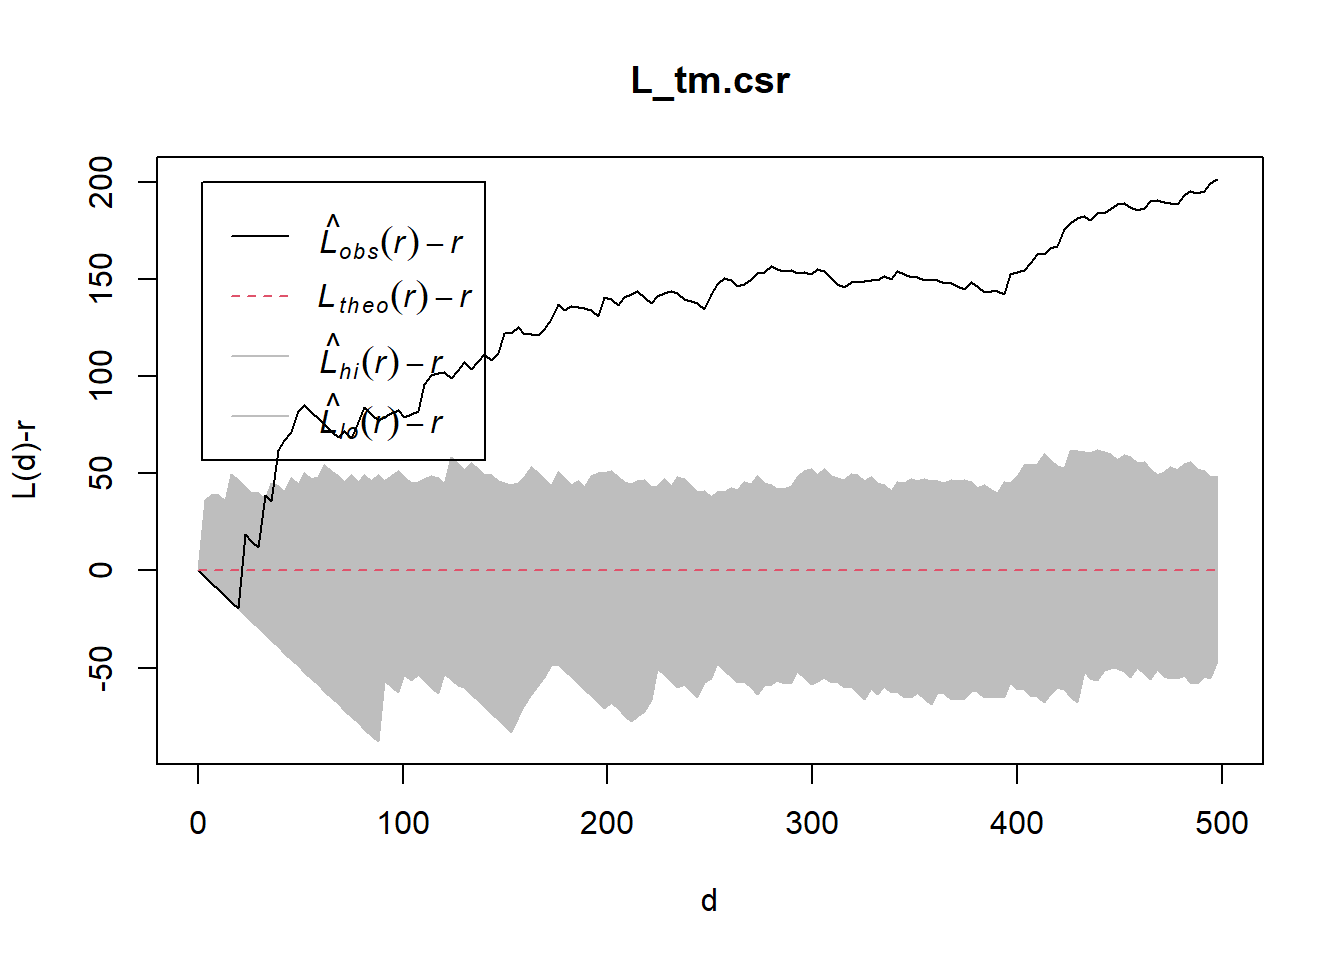 L_tm.csr
L(d)-r
200
150
100
50
0
-50
L̂obs(r) – r
Ltheo(r) – r
L̂hi(r) – r
L̂lo(r) – r
0 100 200 300 400 500
d